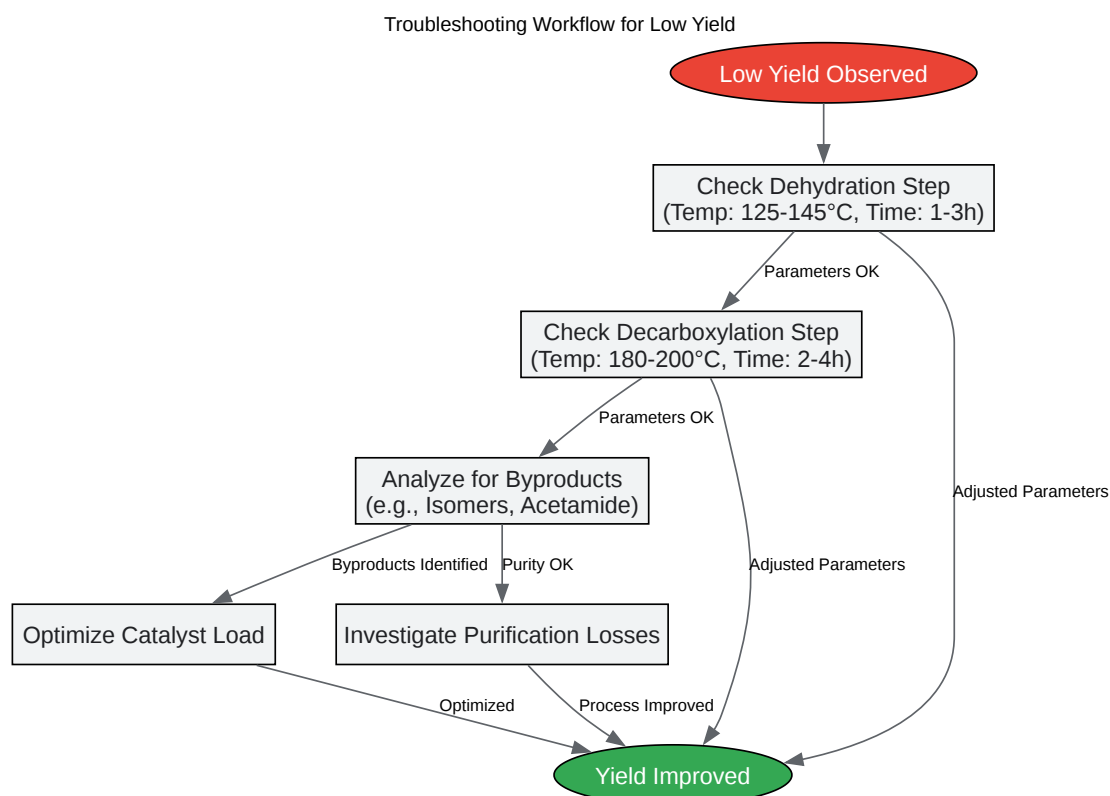 Troubleshooting Workflow for Low Yield
Low Yield Observed
Check Dehydration Step
(Temp: 125-145°C, Time: 1-3h)
Parameters OK
Check Decarboxylation Step
(Temp: 180-200°C, Time: 2-4h)
Parameters OK
Analyze for Byproducts
(e.g., Isomers, Acetamide)
Adjusted Parameters
Byproducts Identified
Purity OK
Adjusted Parameters
Optimize Catalyst Load
Investigate Purification Losses
Optimized
Process Improved
Yield Improved